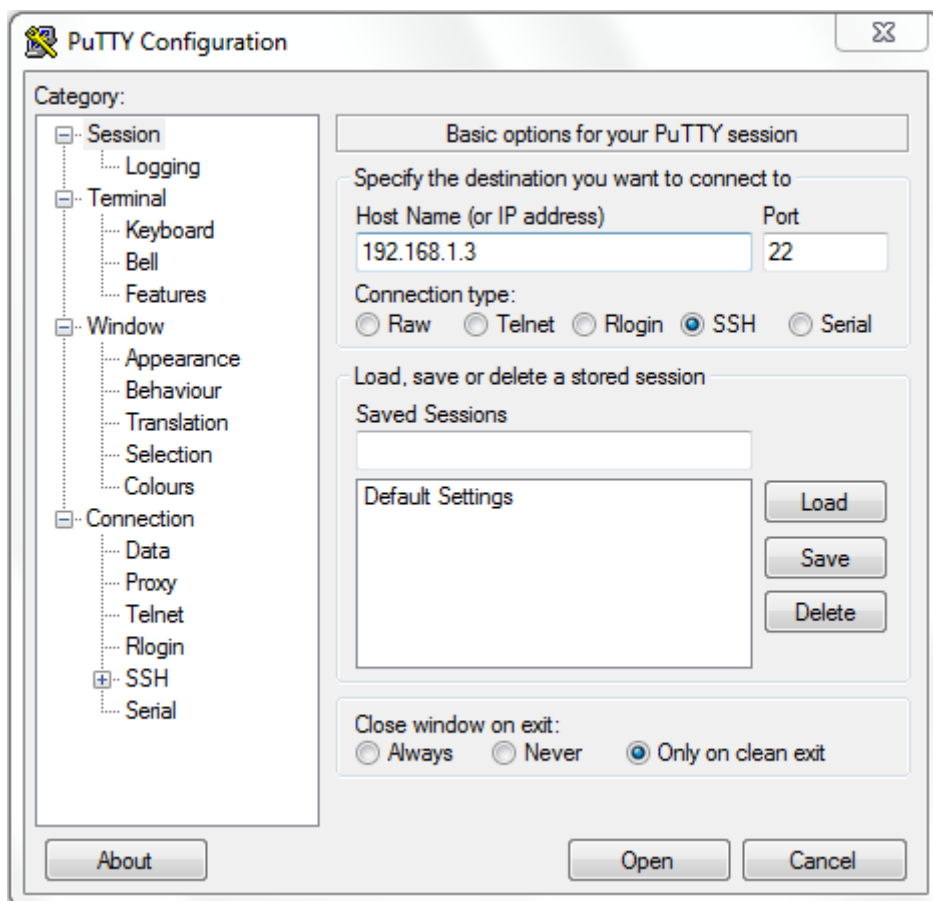 PuTTY Configuration
Category:
Session
Logging
Terminal
Keyboard
Bell
Features
Window
Appearance
Behaviour
Translation
Selection
Colours
Connection
Data
Proxy
Telnet
Rlogin
SSH
Serial
Basic options for your PuTTY session
Specify the destination you want to connect to
Host Name (or IP address) Port
192.168.1.3 22
Connection type:
Raw Telnet Rlogin SSH Serial
Load, save or delete a stored session
Saved Sessions
Default Settings
Load
Save
Delete
Close window on exit:
Always Never Only on clean exit
About Open Cancel